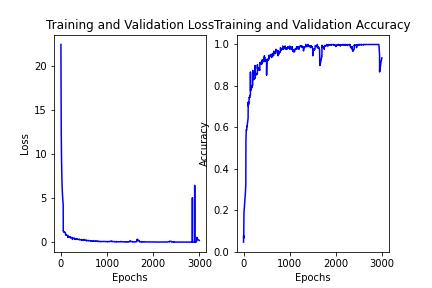 Training and Validation Loss
Loss
20
15
10
5
0
0 1000 2000 3000
Epochs
Training and Validation Accuracy
Accuracy
1.0
0.8
0.6
0.4
0.2
0.0
0 1000 2000 3000
Epochs